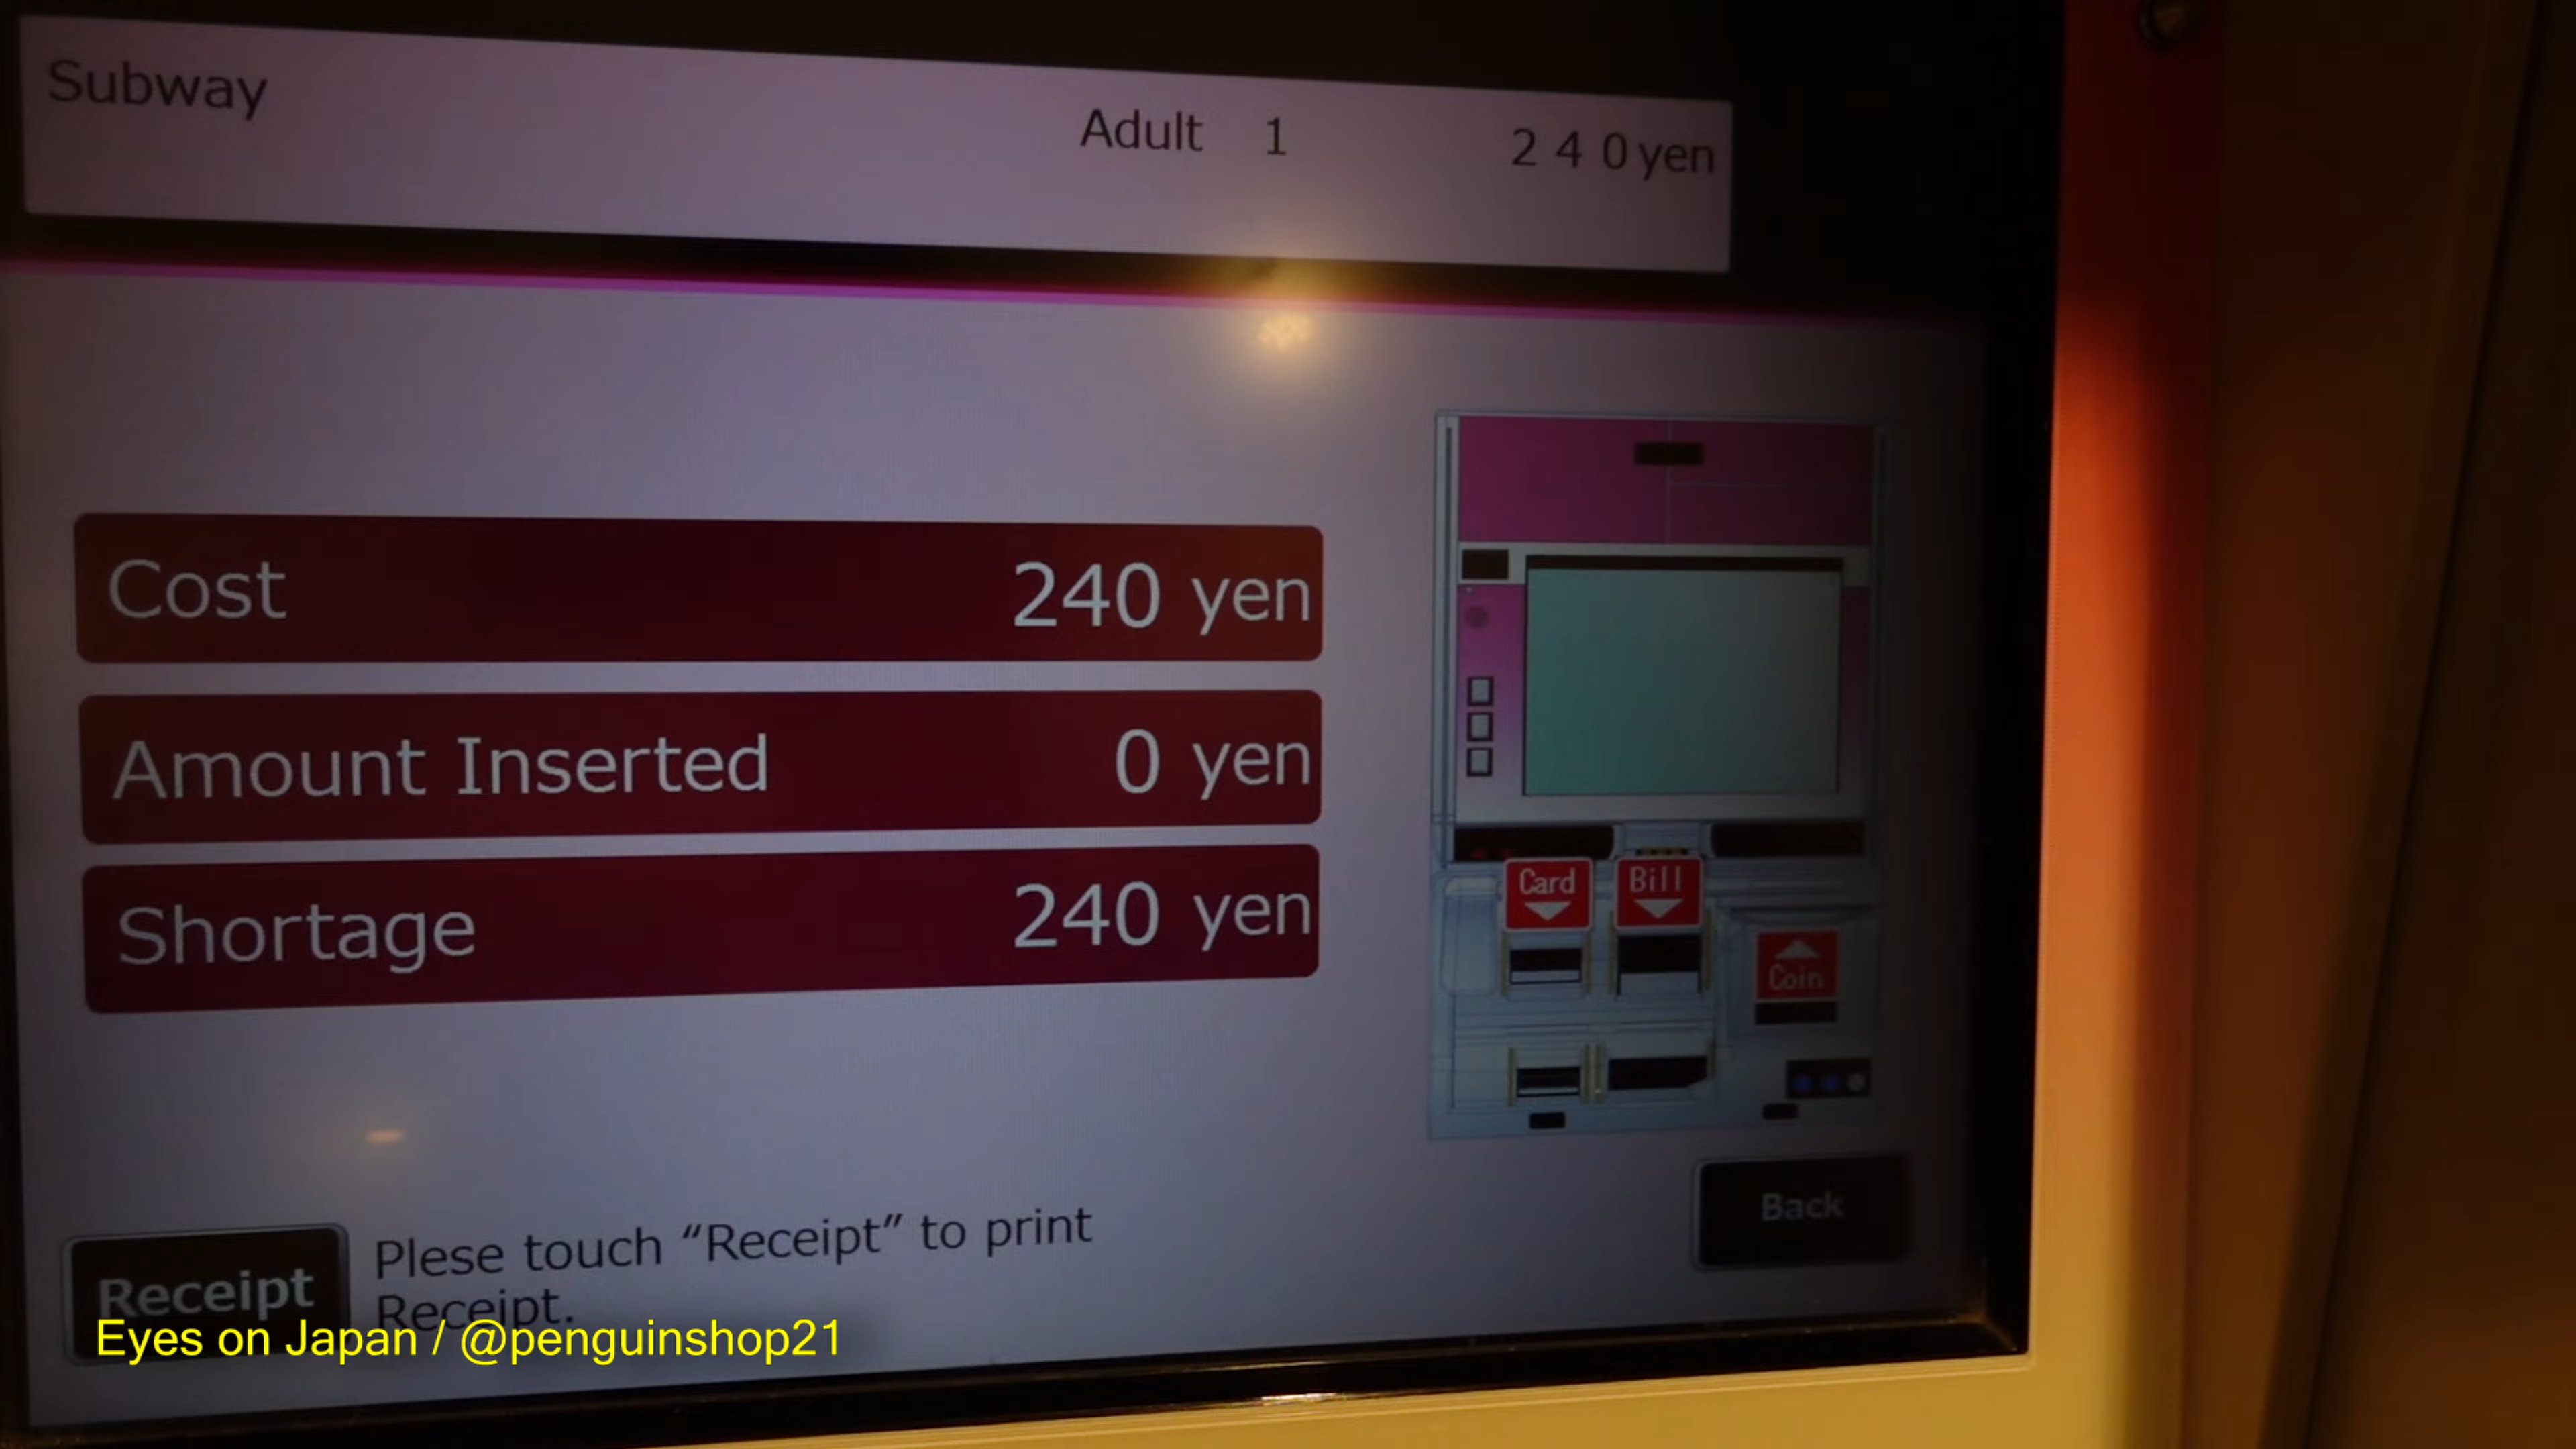 Subway
Adult 1 2 4 0 yen
Cost 240 yen
Amount Inserted 0 yen
Shortage 240 yen
Card
Bill
Coin
Back
Receipt
Plese touch “Receipt” to print
Receipt.
Eyes on Japan / @penguinshop21